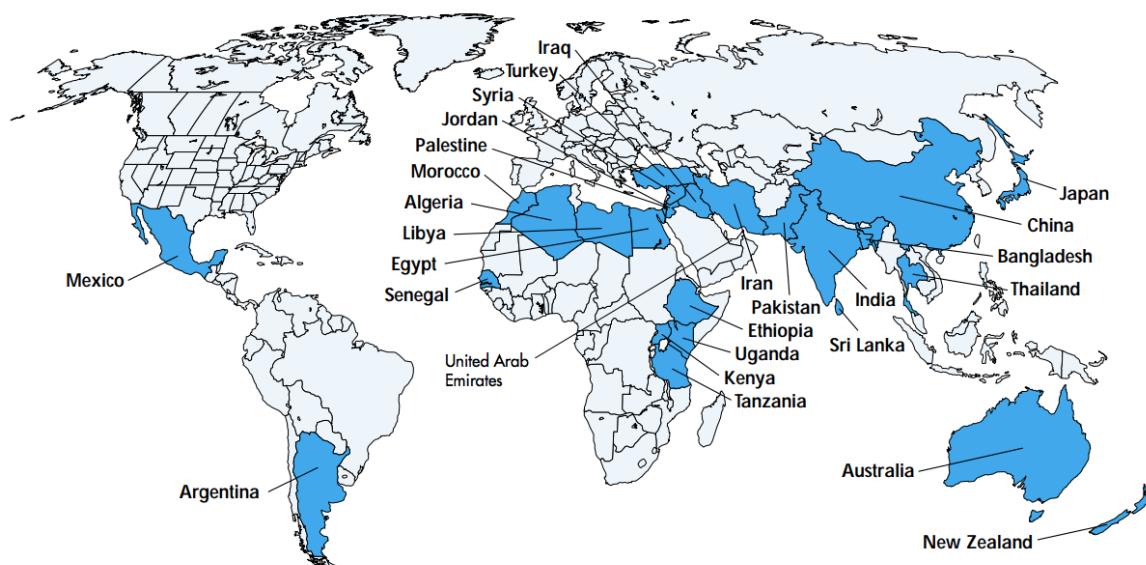 Iraq
Turkey
Syria
Jordan
Palestine
Morocco
Algeria
Libya
Egypt
Senegal
Mexico
United Arab
Emirates
Argentina
Iran
Pakistan
India
Ethiopia
Uganda
Kenya
Tanzania
Sri Lanka
Japan
China
Bangladesh
Thailand
Australia
New Zealand